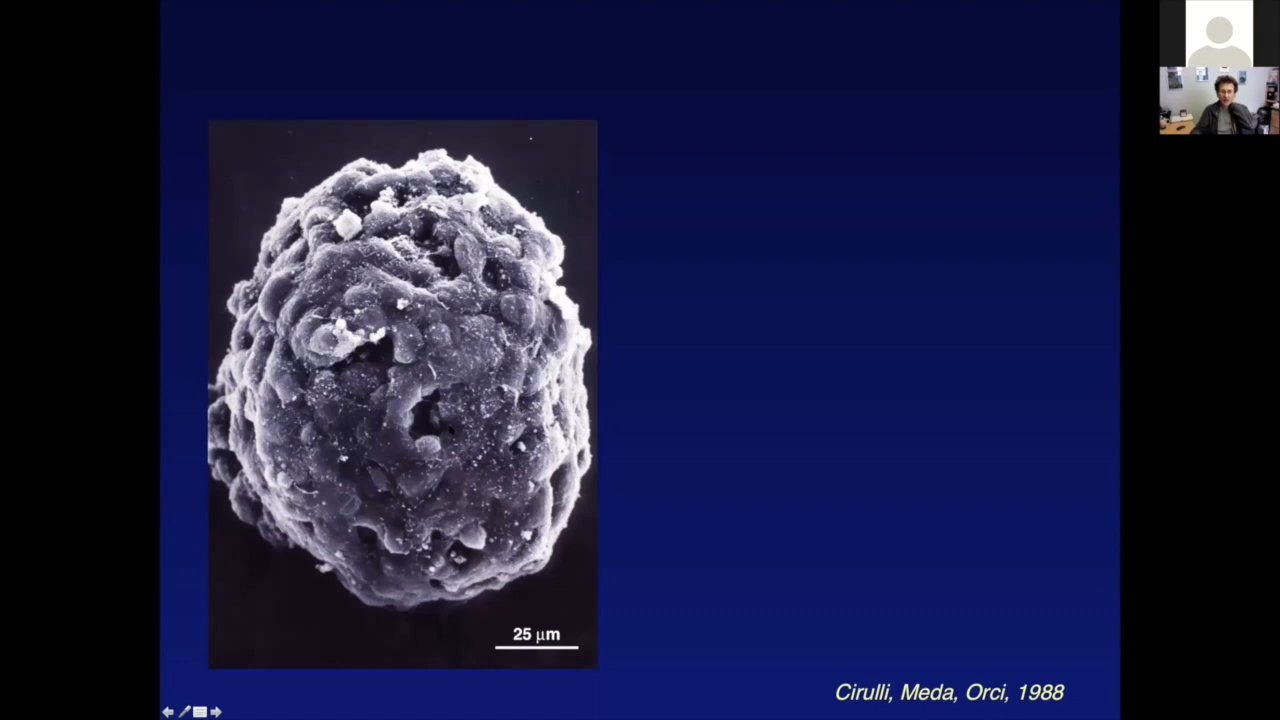 25 μm
Cirulli, Meda, Orci, 1988